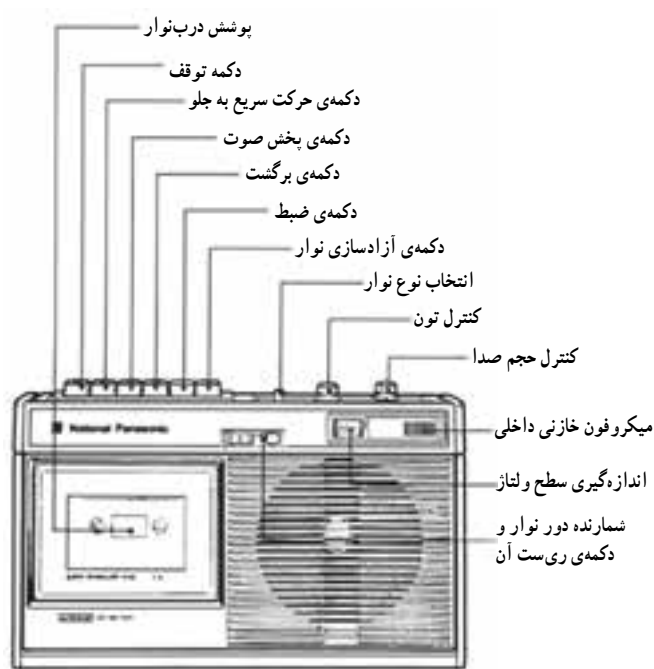 پوشش درب‌نوار
دکمه توقف
دکمه‌ی حرکت سریع به جلو
دکمه‌ی پخش صوت
دکمه‌ی برگشت
دکمه‌ی ضبط
دکمه‌ی آزادسازی نوار
انتخاب نوع نوار
کنترل تون
کنترل حجم صدا
National Panasonic
میکروفون خازنی داخلی
اندازه‌گیری سطح ولتاژ
شمارنده دور نوار و
دکمه‌ی ری‌ست آن